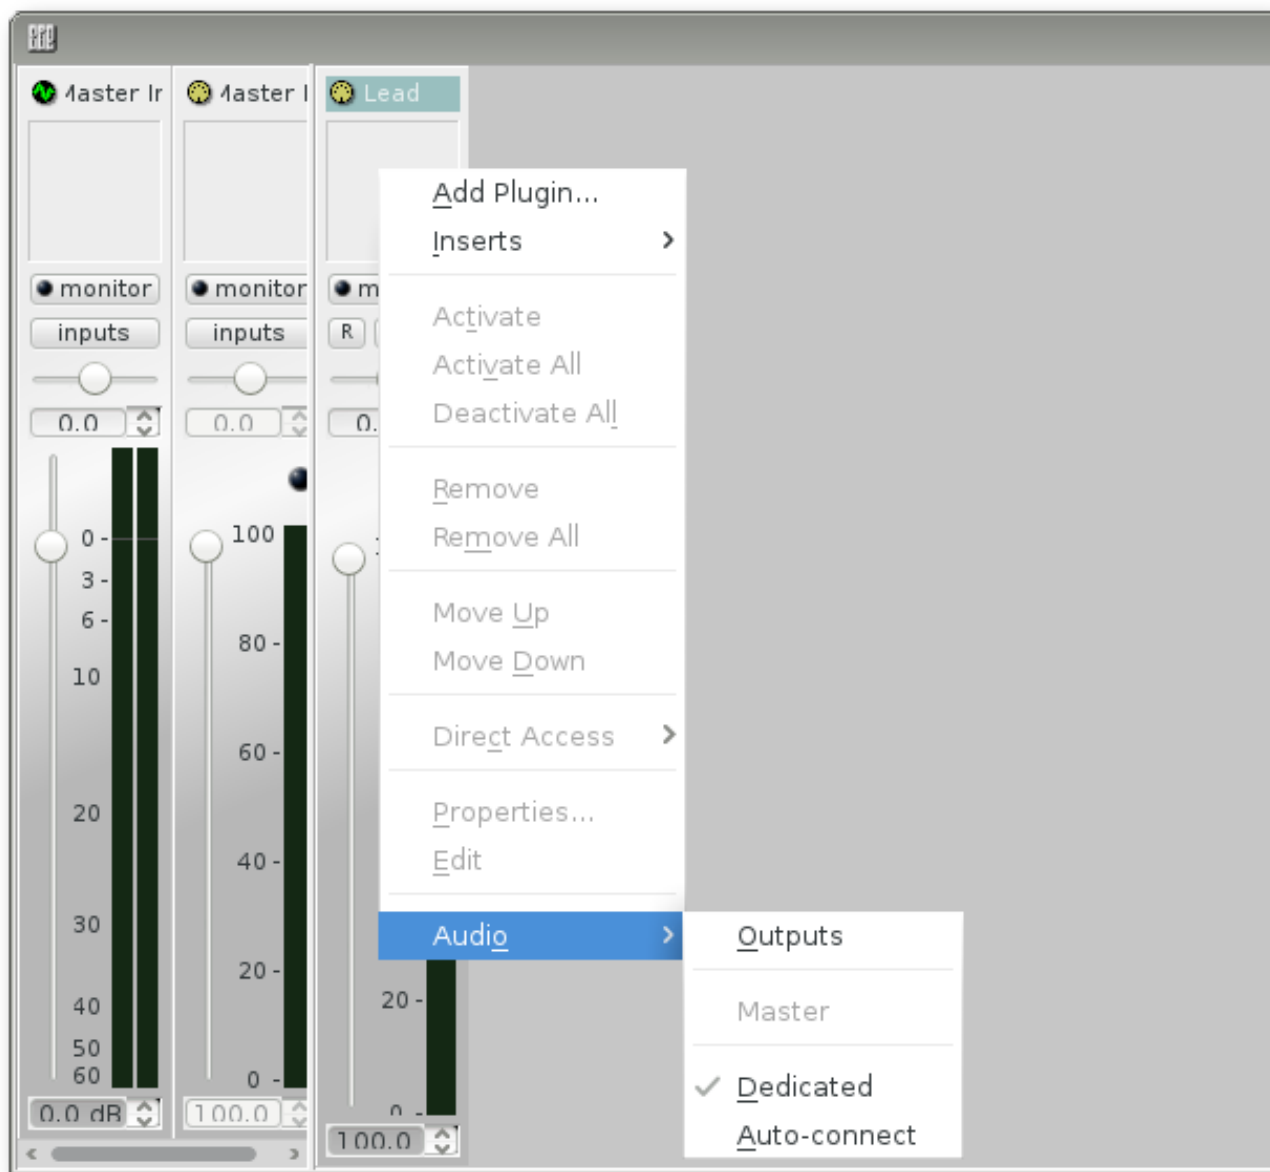 Master In
Master I
Lead
Add Plugin...
Inserts
monitor
monitor
inputs
inputs
R
Activate
Activate All
0.0
0.0
0.
Deactivate All
Remove
Remove All
0
3
6
10
20
30
40
50
60
100
80
60
40
20
0
Move Up
Move Down
Direct Access
Properties...
Edit
Audio
Outputs
Master
Dedicated
Auto-connect
20
0
0.0 dB
100.0
100.0